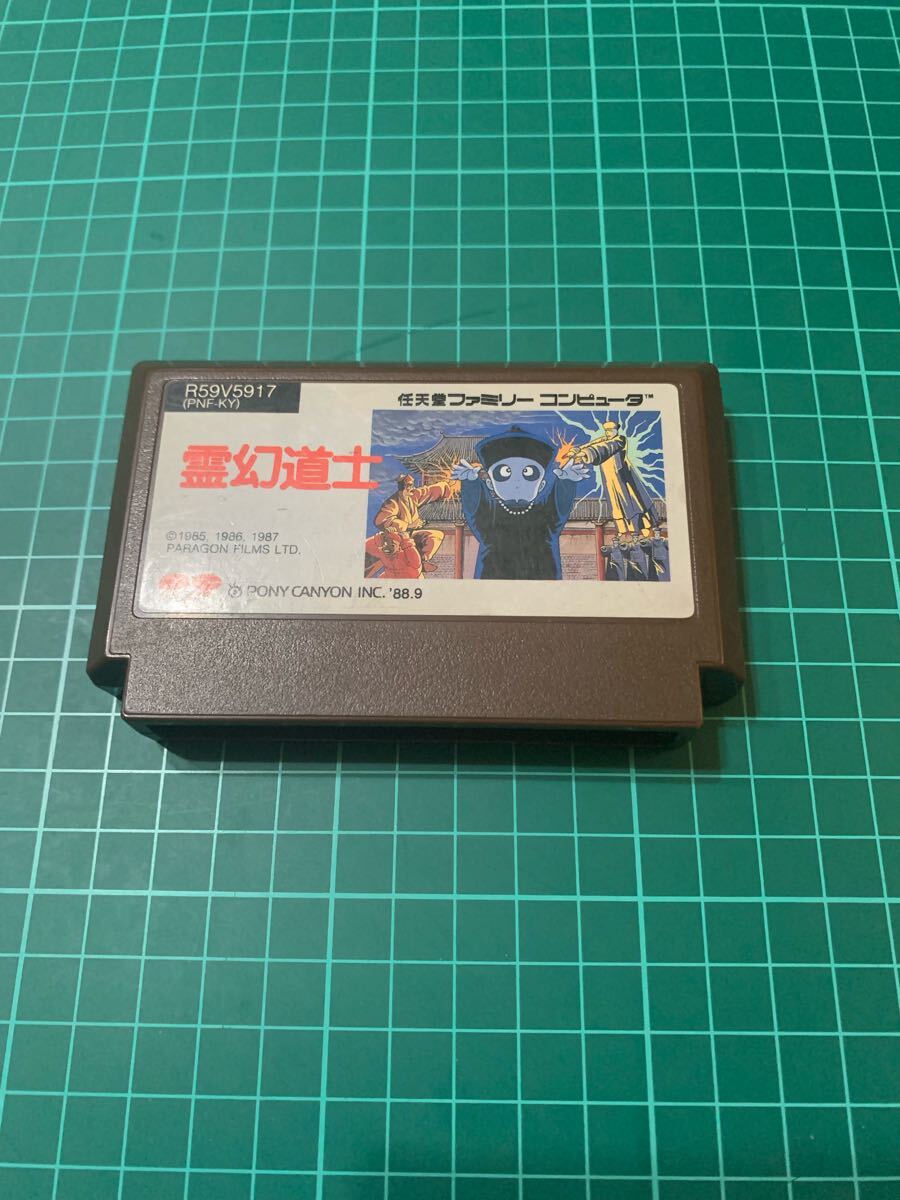 R59V5917
(PNF-KY)
任天堂ファミリー コンピュータ™
霊幻道士
©1985, 1986, 1987
PARAGON FILMS LTD.
PONY CANYON INC. '88.9